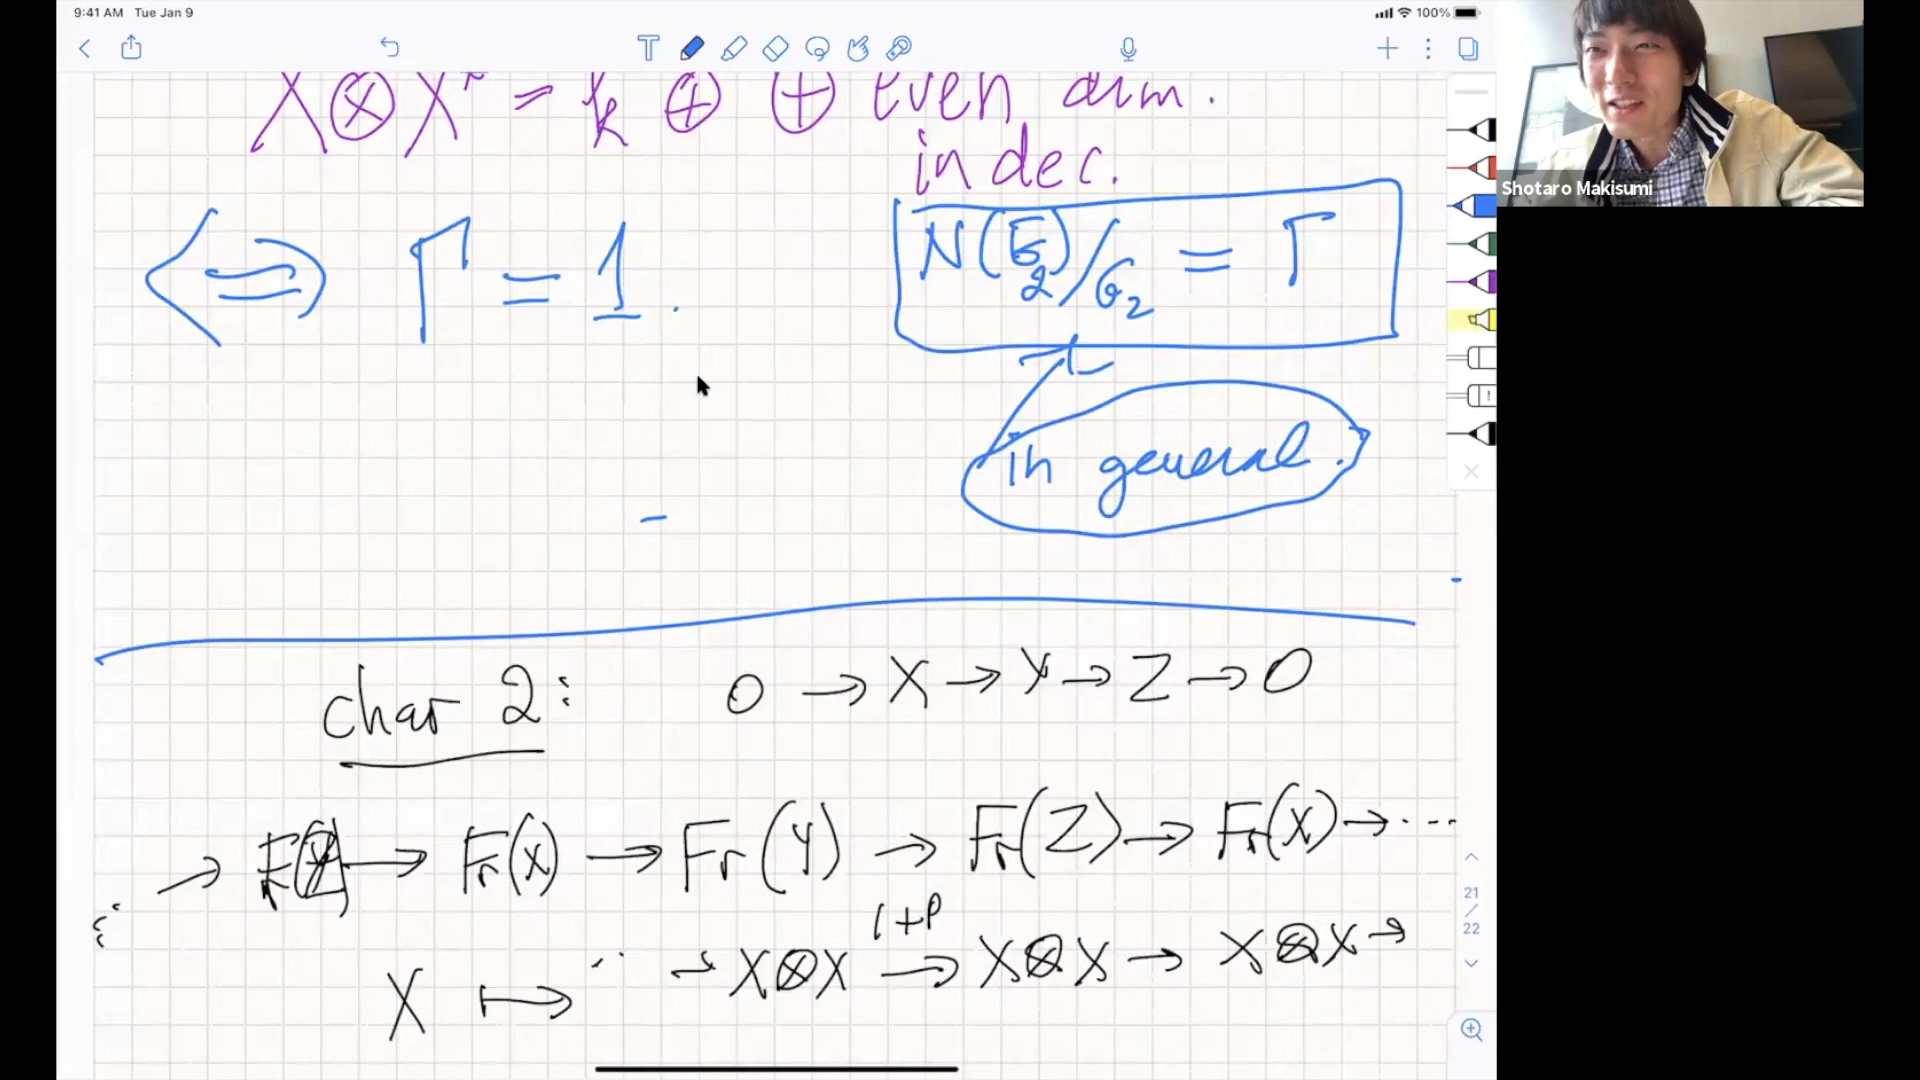 9:41 AM Tue Jan 9
100%
X ⊗ X* = k ⊕ ⊕ even dim.
indec.
⟺ Γ = 1.
N(G₂)/G₂ = Γ
in general.
char 2:
0 → X → Y → Z → 0
→ Fr(Z) → Fr(X) → Fr(Y) → Fr(Z) → Fr(X) → ...
1+P
X ↦ ... → X⊗X → X⊗X → X⊗X →
21
/
22
Shotaro Makisumi